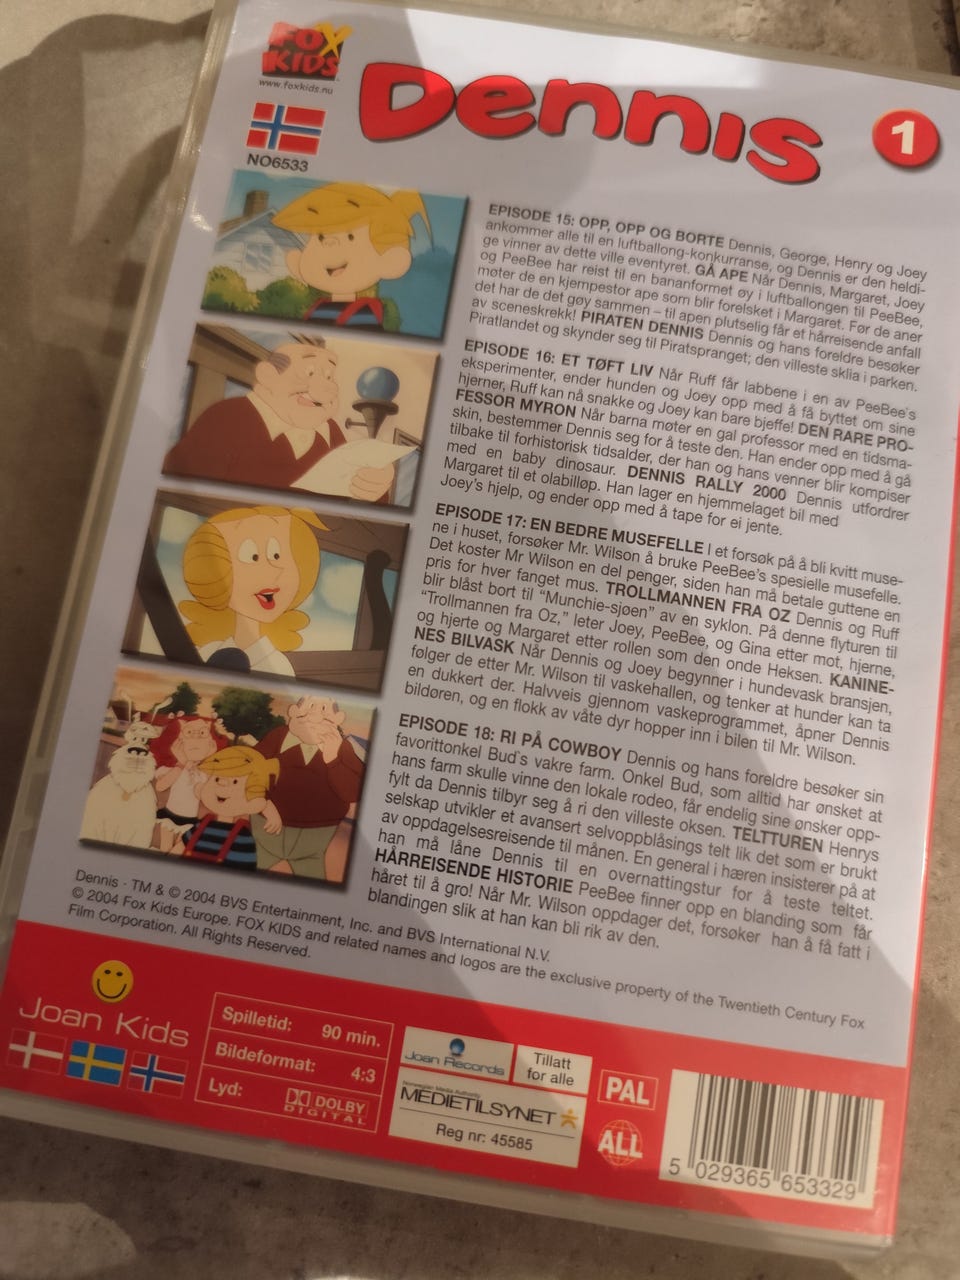 FOX
KIDS
www.foxkids.nu
NO6533
Dennis
1
EPISODE 15: OPP, OPP OG BORTE Dennis, George, Henry og Joey
ankommer alle til en luftballong-konkurranse, og Dennis er den heldi-
ge vinner av dette ville eventyret. GÅ APE Når Dennis, Margaret, Joey
og PeeBee har reist til en bananformet øy i luftballongen til PeeBee,
møter de en kjempestor ape som blir forelsket i Margaret. Før de aner
det har de det gøy sammen – til apen plutselig får et hårreisende anfall
av sceneskrekk! PIRATEN DENNIS Dennis og hans foreldre besøker
Piratlandet og skynder seg til Piratspranget; den villeste sklia i parken.
EPISODE 16: ET TØFT LIV Når Ruff får labbene i en av PeeBee's
eksperimenter, ender hunden og Joey opp med å få byttet om sine
hjerner, Ruff kan nå snakke og Joey kan bare bjeffe! DEN RARE PRO-
FESSOR MYRON Når barna møter en gal professor med en tidsma-
skin, bestemmer Dennis seg for å teste den. Han ender opp med å gå
tilbake til forhistorisk tidsalder, der han og hans venner blir kompiser
med en baby dinosaur. DENNIS RALLY 2000 Dennis utfordrer
Margaret til et olabilløp. Han lager en hjemmelaget bil med
Joey's hjelp, og ender opp med å tape for ei jente.
EPISODE 17: EN BEDRE MUSEFELLE I et forsøk på å bli kvitt muse-
ne i huset, forsøker Mr. Wilson å bruke PeeBee's spesielle musefelle.
Det koster Mr Wilson en del penger, siden han må betale guttene en
pris for hver fanget mus. TROLLMANNEN FRA OZ Dennis og Ruff
blir blåst bort til "Munchie-sjøen" av en syklon. På denne flyturen til
"Trollmannen fra Oz," leter Joey, PeeBee, og Gina etter mot, hjerne,
og hjerte og Margaret etter rollen som den onde Heksen. KANINE-
NES BILVASK Når Dennis og Joey begynner i hundevask bransjen,
følger de etter Mr. Wilson til vaskehallen, og tenker at hunder kan ta
en dukkert der. Halvveis gjennom vaskeprogrammet, åpner Dennis
bildøren, og en flokk av våte dyr hopper inn i bilen til Mr. Wilson.
EPISODE 18: RI PÅ COWBOY Dennis og hans foreldre besøker sin
favorittonkel Bud`s vakre farm. Onkel Bud, som alltid har ønsket at
hans farm skulle vinne den lokale rodeo, får endelig sine ønsker opp-
fylt da Dennis tilbyr seg å ri den villeste oksen. TELTTUREN Henrys
selskap utvikler et avansert selvoppblåsings telt lik det som er brukt
av oppdagelsesreisende til månen. En general i hæren insisterer på at
han må låne Dennis til en overnattingstur for å teste teltet.
HÅRREISENDE HISTORIE PeeBee finner opp en blanding som får
håret til å gro! Når Mr. Wilson oppdager det, forsøker han å få fatt i
blandingen slik at han kan bli rik av den.
Dennis · TM & © 2004 BVS Entertainment, Inc. and BVS International N.V.
© 2004 Fox Kids Europe. FOX KIDS and related names and logos are the exclusive property of the Twentieth Century Fox
Film Corporation. All Rights Reserved.
Joan Kids
Spilletid: 90 min.
Bildeformat: 4:3
Lyd: DOLBY
DIGITAL
Joan Records
Tillatt
for alle
Norwegian Media Authority
MEDIETILSYNET
Reg nr: 45585
PAL
ALL
5 029365 653329